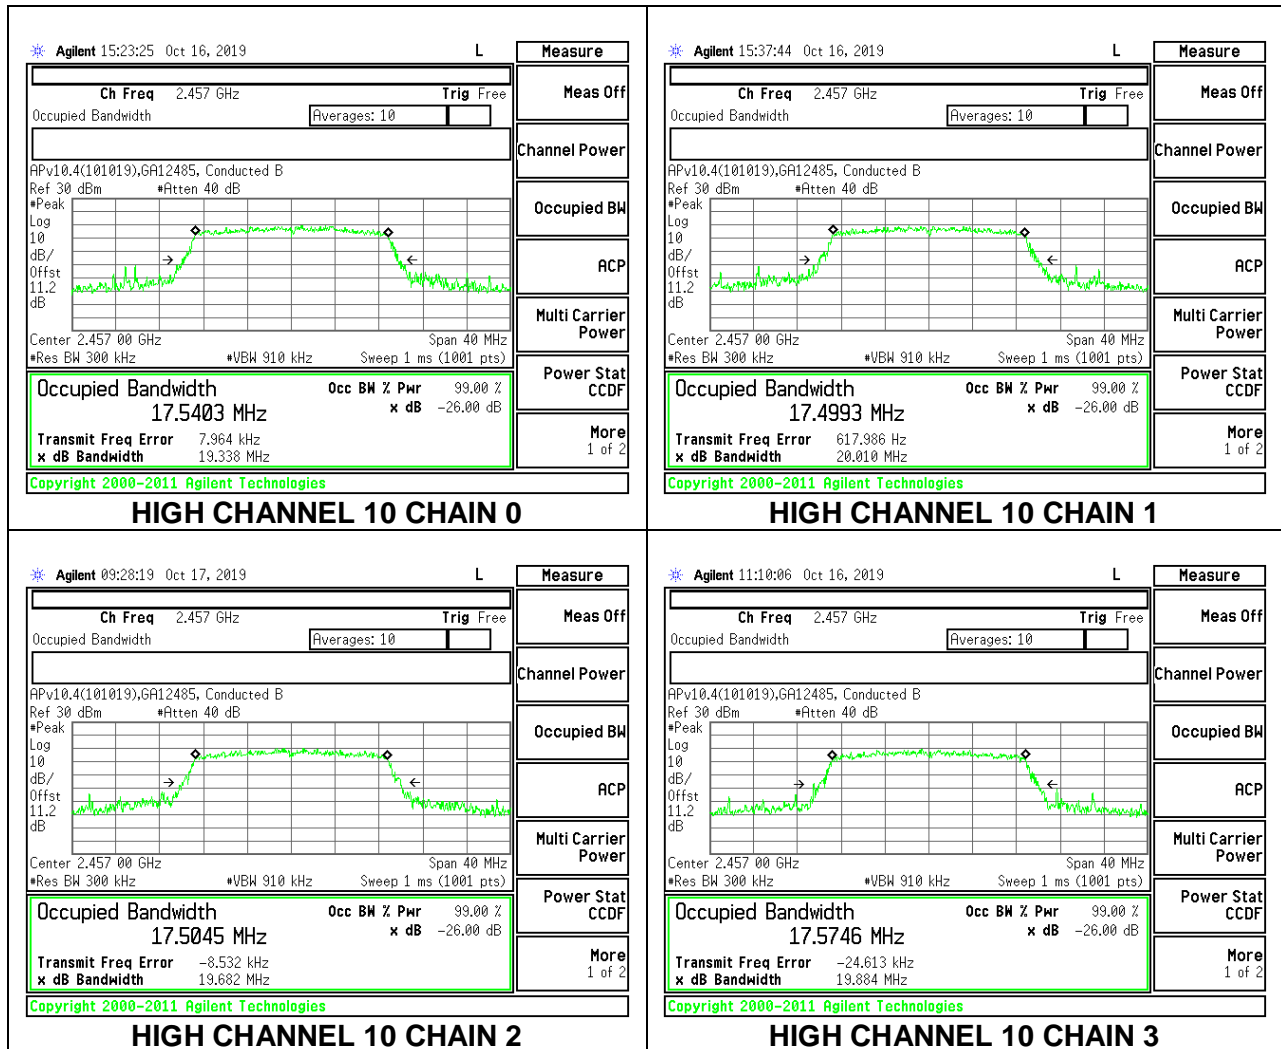 Agilent 15:23:25 Oct 16, 2019 L Measure
Ch Freq 2.457 GHz Trig Free
Occupied Bandwidth Averages: 10
APv10.4(101019),GA12485, Conducted B
Ref 30 dBm #Atten 40 dB
#Peak
Log
10
dB/
Offst
11.2
dB
Center 2.457 00 GHz Span 40 MHz
#Res BW 300 kHz #VBW 910 kHz Sweep 1 ms (1001 pts)
Occupied Bandwidth Occ BW % Pwr 99.00 %
17.5403 MHz x dB -26.00 dB
Transmit Freq Error 7.964 kHz
x dB Bandwidth 19.338 MHz
Copyright 2000-2011 Agilent Technologies
Meas Off
Channel Power
Occupied BW
ACP
Multi Carrier
Power
Power Stat
CCDF
More
1 of 2
HIGH CHANNEL 10 CHAIN 0
Agilent 15:37:44 Oct 16, 2019 L Measure
Ch Freq 2.457 GHz Trig Free
Occupied Bandwidth Averages: 10
APv10.4(101019),GA12485, Conducted B
Ref 30 dBm #Atten 40 dB
#Peak
Log
10
dB/
Offst
11.2
dB
Center 2.457 00 GHz Span 40 MHz
#Res BW 300 kHz #VBW 910 kHz Sweep 1 ms (1001 pts)
Occupied Bandwidth Occ BW % Pwr 99.00 %
17.4993 MHz x dB -26.00 dB
Transmit Freq Error 617.986 Hz
x dB Bandwidth 20.010 MHz
Copyright 2000-2011 Agilent Technologies
Meas Off
Channel Power
Occupied BW
ACP
Multi Carrier
Power
Power Stat
CCDF
More
1 of 2
HIGH CHANNEL 10 CHAIN 1
Agilent 09:28:19 Oct 17, 2019 L Measure
Ch Freq 2.457 GHz Trig Free
Occupied Bandwidth Averages: 10
APv10.4(101019),GA12485, Conducted B
Ref 30 dBm #Atten 40 dB
#Peak
Log
10
dB/
Offst
11.2
dB
Center 2.457 00 GHz Span 40 MHz
#Res BW 300 kHz #VBW 910 kHz Sweep 1 ms (1001 pts)
Occupied Bandwidth Occ BW % Pwr 99.00 %
17.5045 MHz x dB -26.00 dB
Transmit Freq Error -8.532 kHz
x dB Bandwidth 19.682 MHz
Copyright 2000-2011 Agilent Technologies
Meas Off
Channel Power
Occupied BW
ACP
Multi Carrier
Power
Power Stat
CCDF
More
1 of 2
HIGH CHANNEL 10 CHAIN 2
Agilent 11:10:06 Oct 16, 2019 L Measure
Ch Freq 2.457 GHz Trig Free
Occupied Bandwidth Averages: 10
APv10.4(101019),GA12485, Conducted B
Ref 30 dBm #Atten 40 dB
#Peak
Log
10
dB/
Offst
11.2
dB
Center 2.457 00 GHz Span 40 MHz
#Res BW 300 kHz #VBW 910 kHz Sweep 1 ms (1001 pts)
Occupied Bandwidth Occ BW % Pwr 99.00 %
17.5746 MHz x dB -26.00 dB
Transmit Freq Error -24.613 kHz
x dB Bandwidth 19.884 MHz
Copyright 2000-2011 Agilent Technologies
Meas Off
Channel Power
Occupied BW
ACP
Multi Carrier
Power
Power Stat
CCDF
More
1 of 2
HIGH CHANNEL 10 CHAIN 3